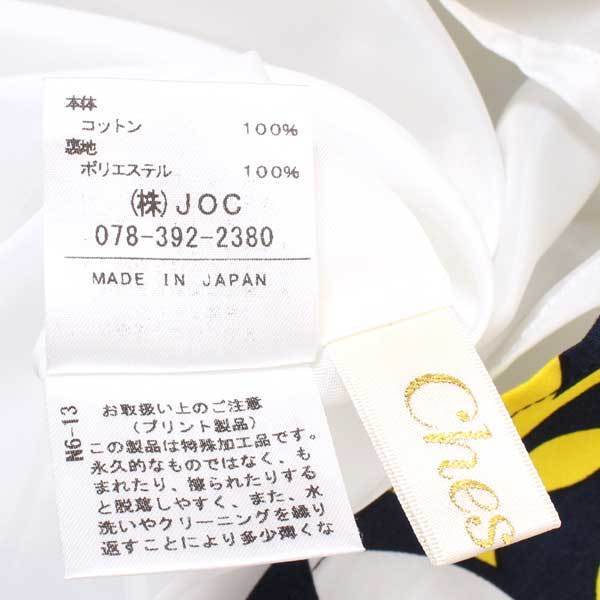 本体
コットン 100%
裏地
ポリエステル 100%
(株)JOC
078-392-2380
MADE IN JAPAN
N6-13
お取扱い上のご注意
(プリント製品)
この製品は特殊加工品です。
永久的なものではなく、も
まれたり、擦られたりする
と脱落しやすく、また、水
洗いやクリーニングを繰り
返すことにより多少薄くな
Ches